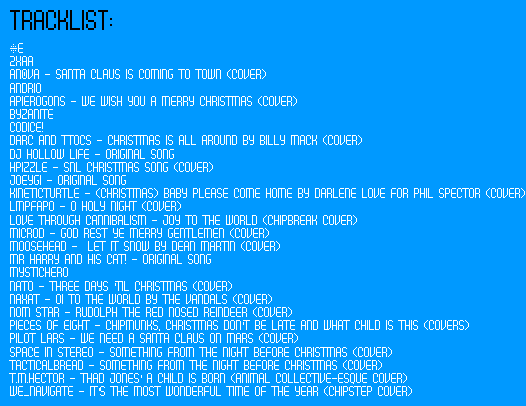 TRACKLIST:
*E
2XAA
AN0VA - SANTA CLAUS IS COMING TO TOWN (COVER)
ANDRIO
APIEROGONS - WE WISH YOU A MERRY CHRISTMAS (COVER)
BYZANITE
CODICE!
DARC AND TTOCS - CHRISTMAS IS ALL AROUND BY BILLY MACK (COVER)
DJ HOLLOW LIFE - ORIGINAL SONG
HPIZZLE - SNL CHRISTMAS SONG (COVER)
JOEYGI - ORIGINAL SONG
KINETICTURTLE - (CHRISTMAS) BABY PLEASE COME HOME BY DARLENE LOVE FOR PHIL SPECTOR (COVER)
LMPFAPO - O HOLY NIGHT (COVER)
LOVE THROUGH CANNIBALISM - JOY TO THE WORLD (CHIPBREAK COVER)
MICROD - GOD REST YE MERRY GENTLEMEN (COVER)
MOOSEHEAD - LET IT SNOW BY DEAN MARTIN (COVER)
MR HARRY AND HIS CAT! - ORIGINAL SONG
MYSTICHERO
NATO - THREE DAYS 'TIL CHRISTMAS (COVER)
NAXAT - OI TO THE WORLD BY THE VANDALS (COVER)
NOM STAR - RUDOLPH THE RED NOSED REINDEER (COVER)
PIECES OF EIGHT - CHIPMUNKS, CHRISTMAS DON'T BE LATE AND WHAT CHILD IS THIS (COVERS)
PILOT LARS - WE NEED A SANTA CLAUS ON MARS (COVER)
SPACE IN STEREO - SOMETHING FROM THE NIGHT BEFORE CHRISTMAS (COVER)
TACTICALBREAD - SOMETHING FROM THE NIGHT BEFORE CHRISTMAS (COVER)
T.M.HECTOR - THAD JONES' A CHILD IS BORN (ANIMAL COLLECTIVE-ESQUE COVER)
WE_NAVIGATE - IT'S THE MOST WONDERFUL TIME OF THE YEAR (CHIPSTEP COVER)